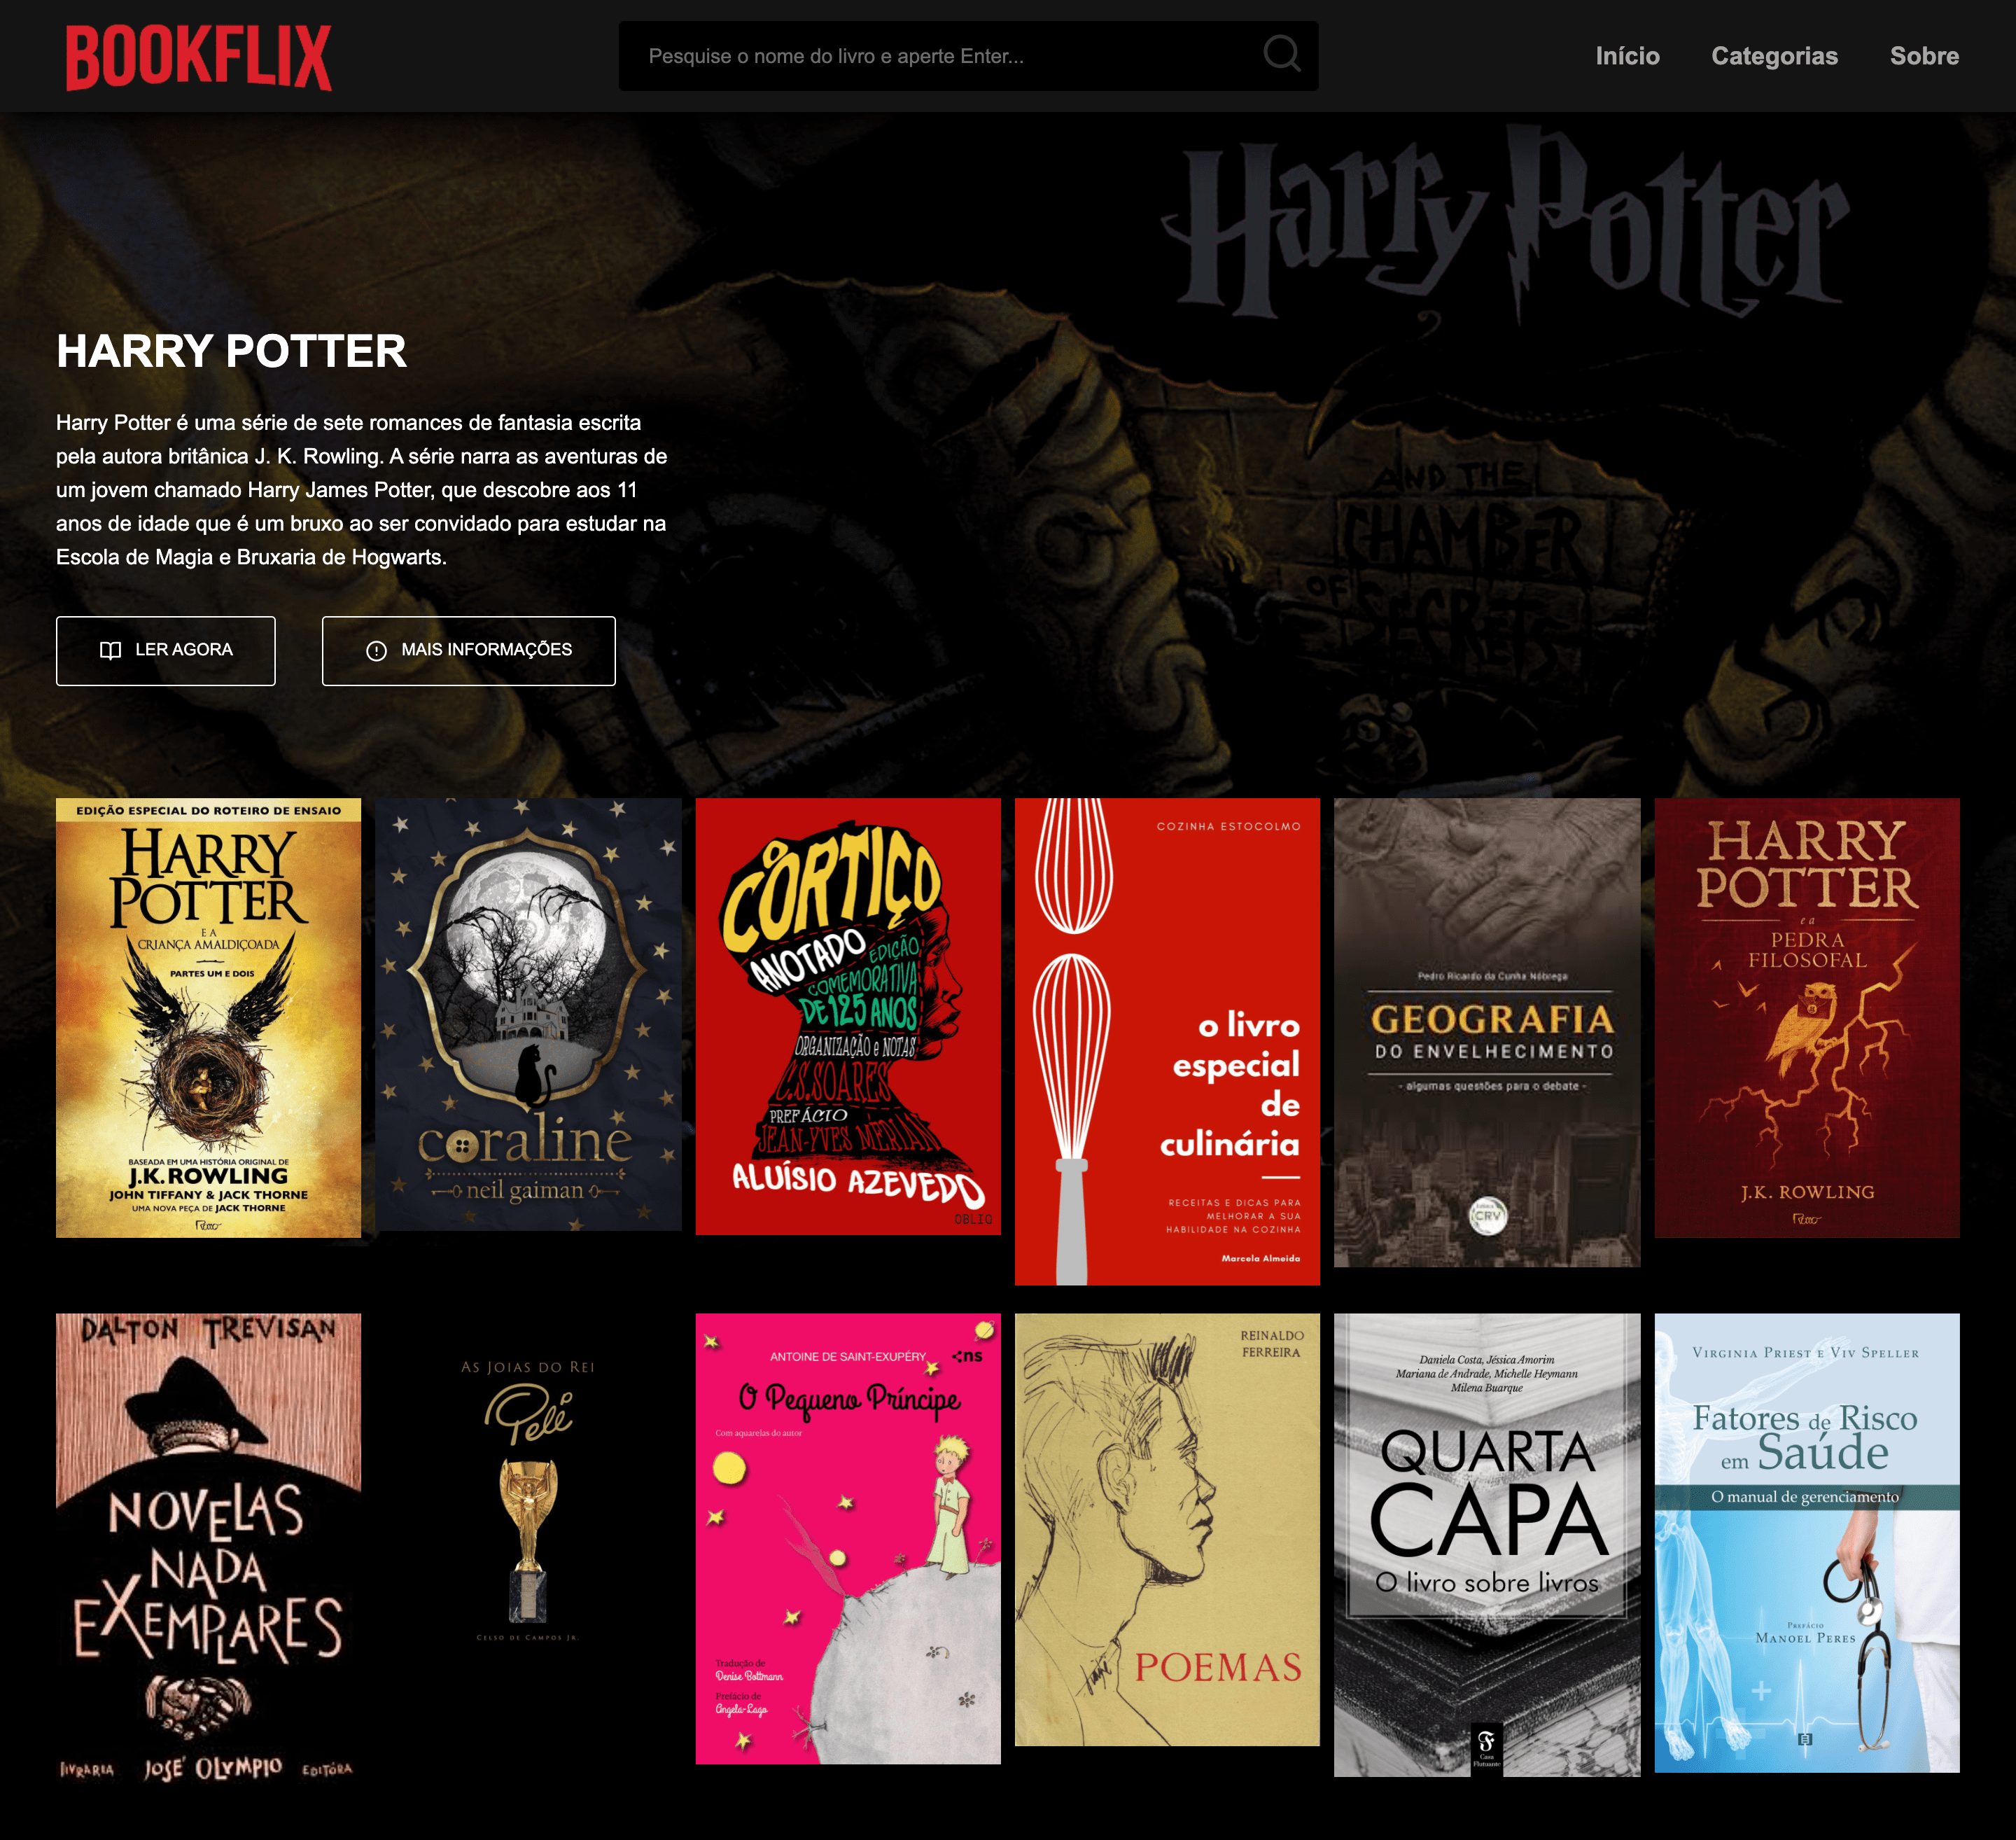 BOOKFLIX
Pesquise o nome do livro e aperte Enter...
Início
Categorias
Sobre
Harry Potter
AND THE
CHAMBER
OF
SECRETS
HARRY POTTER
Harry Potter é uma série de sete romances de fantasia escrita
pela autora britânica J. K. Rowling. A série narra as aventuras de
um jovem chamado Harry James Potter, que descobre aos 11
anos de idade que é um bruxo ao ser convidado para estudar na
Escola de Magia e Bruxaria de Hogwarts.
LER AGORA
MAIS INFORMAÇÕES
EDIÇÃO ESPECIAL DO ROTEIRO DE ENSAIO
HARRY
POTTER
E A
CRIANÇA AMALDIÇOADA
PARTES UM E DOIS
BASEADA EM UMA HISTÓRIA ORIGINAL DE
J.K. ROWLING
JOHN TIFFANY & JACK THORNE
UMA NOVA PEÇA DE JACK THORNE
coraline
neil gaiman
O CORTIÇO
ANOTADO
EDIÇÃO
COMEMORATIVA
DE 125 ANOS
ORGANIZAÇÃO e NOTAS
L.S. SOARES
PREFÁCIO
JEAN-YVES MÉRIAN
ALUÍSIO AZEVEDO
OBLIQ
COZINHA ESTOCOLMO
o livro
especial
de
culinária
RECEITAS E DICAS PARA
MELHORAR A SUA
HABILIDADE NA COZINHA
Marcela Almeida
Pedro Ricardo da Cunha Nóbrega
GEOGRAFIA
DO ENVELHECIMENTO
- algumas questões para o debate -
CRV
HARRY
POTTER
e a
PEDRA
FILOSOFAL
J.K. ROWLING
DALTON TREVISAN
NOVELAS
NADA
EXEMPLARES
LIVRARIA JOSÉ OLYMPIO EDITÔRA
AS JOIAS DO REI
Pelé
CELSO DE CAMPOS JR.
ANTOINE DE SAINT-EXUPÉRY
<ns
O Pequeno Príncipe
Com aquarelas do autor
Tradução de
Denise Bottmann
Prefácio de
Angela-Lago
REINALDO
FERREIRA
POEMAS
Daniela Costa, Jéssica Amorim
Mariana de Andrade, Michelle Heymann
Milena Buarque
QUARTA
CAPA
O livro sobre livros
Casa
Flutuante
VIRGINIA PRIEST E VIV SPELLER
Fatores de Risco
em Saúde
O manual de gerenciamento
PREFÁCIO
MANOEL PERES